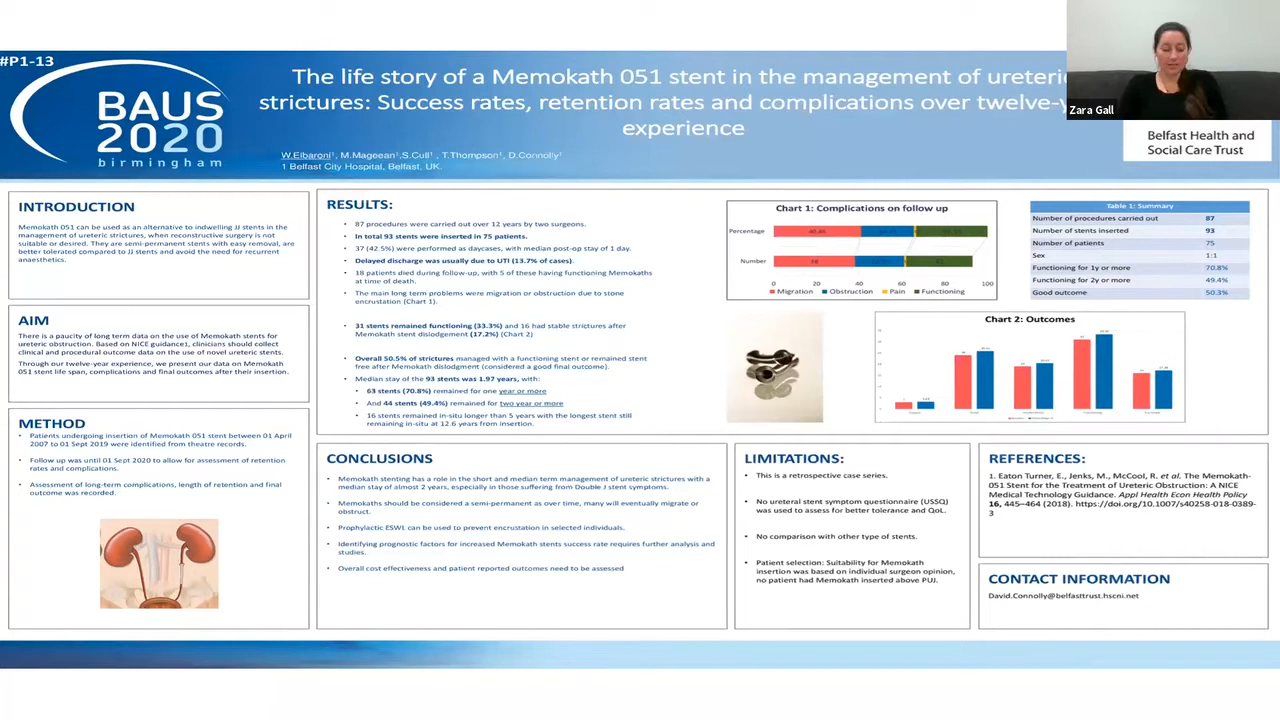 #P1-13
BAUS
2020
birmingham
The life story of a Memokath 051 stent in the management of ureteric
strictures: Success rates, retention rates and complications over twelve-y
experience
W.Elbaroni¹, M.Mageean¹,S.Cull¹ , T.Thompson¹, D.Connolly¹
1 Belfast City Hospital, Belfast, UK.
Zara Gall
Belfast Health and
Social Care Trust
INTRODUCTION
Memokath 051 can be used as an alternative to indwelling JJ stents in the
management of ureteric strictures, when reconstructive surgery is not
suitable or desired. They are semi-permanent stents with easy removal, are
better tolerated compared to JJ stents and avoid the need for recurrent
anaesthetics.
AIM
There is a paucity of long term data on the use of Memokath stents for
ureteric obstruction. Based on NICE guidance1, clinicians should collect
clinical and procedural outcome data on the use of novel ureteric stents.
Through our twelve-year experience, we present our data on Memokath
051 stent life span, complications and final outcomes after their insertion.
METHOD
• Patients undergoing insertion of Memokath 051 stent between 01 April
2007 to 01 Sept 2019 were identified from theatre records.
• Follow up was until 01 Sept 2020 to allow for assessment of retention
rates and complications.
• Assessment of long-term complications, length of retention and final
outcome was recorded.
RESULTS:
• 87 procedures were carried out over 12 years by two surgeons.
• In total 93 stents were inserted in 75 patients.
• 37 (42.5%) were performed as daycases, with median post-op stay of 1 day.
• Delayed discharge was usually due to UTI (13.7% of cases).
• 18 patients died during follow-up, with 5 of these having functioning Memokaths
at time of death.
• The main long term problems were migration or obstruction due to stone
encrustation (Chart 1).
• 31 stents remained functioning (33.3%) and 16 had stable strictures after
Memokath stent dislodgement (17.2%) (Chart 2)
• Overall 50.5% of strictures managed with a functioning stent or remained stent
free after Memokath dislodgment (considered a good final outcome).
• Median stay of the 93 stents was 1.97 years, with:
• 63 stents (70.8%) remained for one year or more
• And 44 stents (49.4%) remained for two year or more
• 16 stents remained in-situ longer than 5 years with the longest stent still
remaining in-situ at 12.6 years from insertion.
Chart 1: Complications on follow up
Percentage
Number
0 20 40 60 80 100
Migration Obstruction Pain Functioning
Table 1: Summary
Number of procedures carried out 87
Number of stents inserted 93
Number of patients 75
Sex 1:1
Functioning for 1y or more 70.8%
Functioning for 2y or more 49.4%
Good outcome 50.3%
Chart 2: Outcomes
CONCLUSIONS
• Memokath stenting has a role in the short and median term management of ureteric strictures with a
median stay of almost 2 years, especially in those suffering from Double J stent symptoms.
• Memokaths should be considered a semi-permanent as over time, many will eventually migrate or
obstruct.
• Prophylactic ESWL can be used to prevent encrustation in selected individuals.
• Identifying prognostic factors for increased Memokath stents success rate requires further analysis and
studies.
• Overall cost effectiveness and patient reported outcomes need to be assessed
LIMITATIONS:
• This is a retrospective case series.
• No ureteral stent symptom questionnaire (USSQ)
was used to assess for better tolerance and QoL.
• No comparison with other type of stents.
• Patient selection: Suitability for Memokath
insertion was based on individual surgeon opinion,
no patient had Memokath inserted above PUJ.
REFERENCES:
1. Eaton Turner, E., Jenks, M., McCool, R. et al. The Memokath-
051 Stent for the Treatment of Ureteric Obstruction: A NICE
Medical Technology Guidance. Appl Health Econ Health Policy
16, 445–464 (2018). https://doi.org/10.1007/s40258-018-0389-
3
CONTACT INFORMATION
David.Connolly@belfasttrust.hscni.net